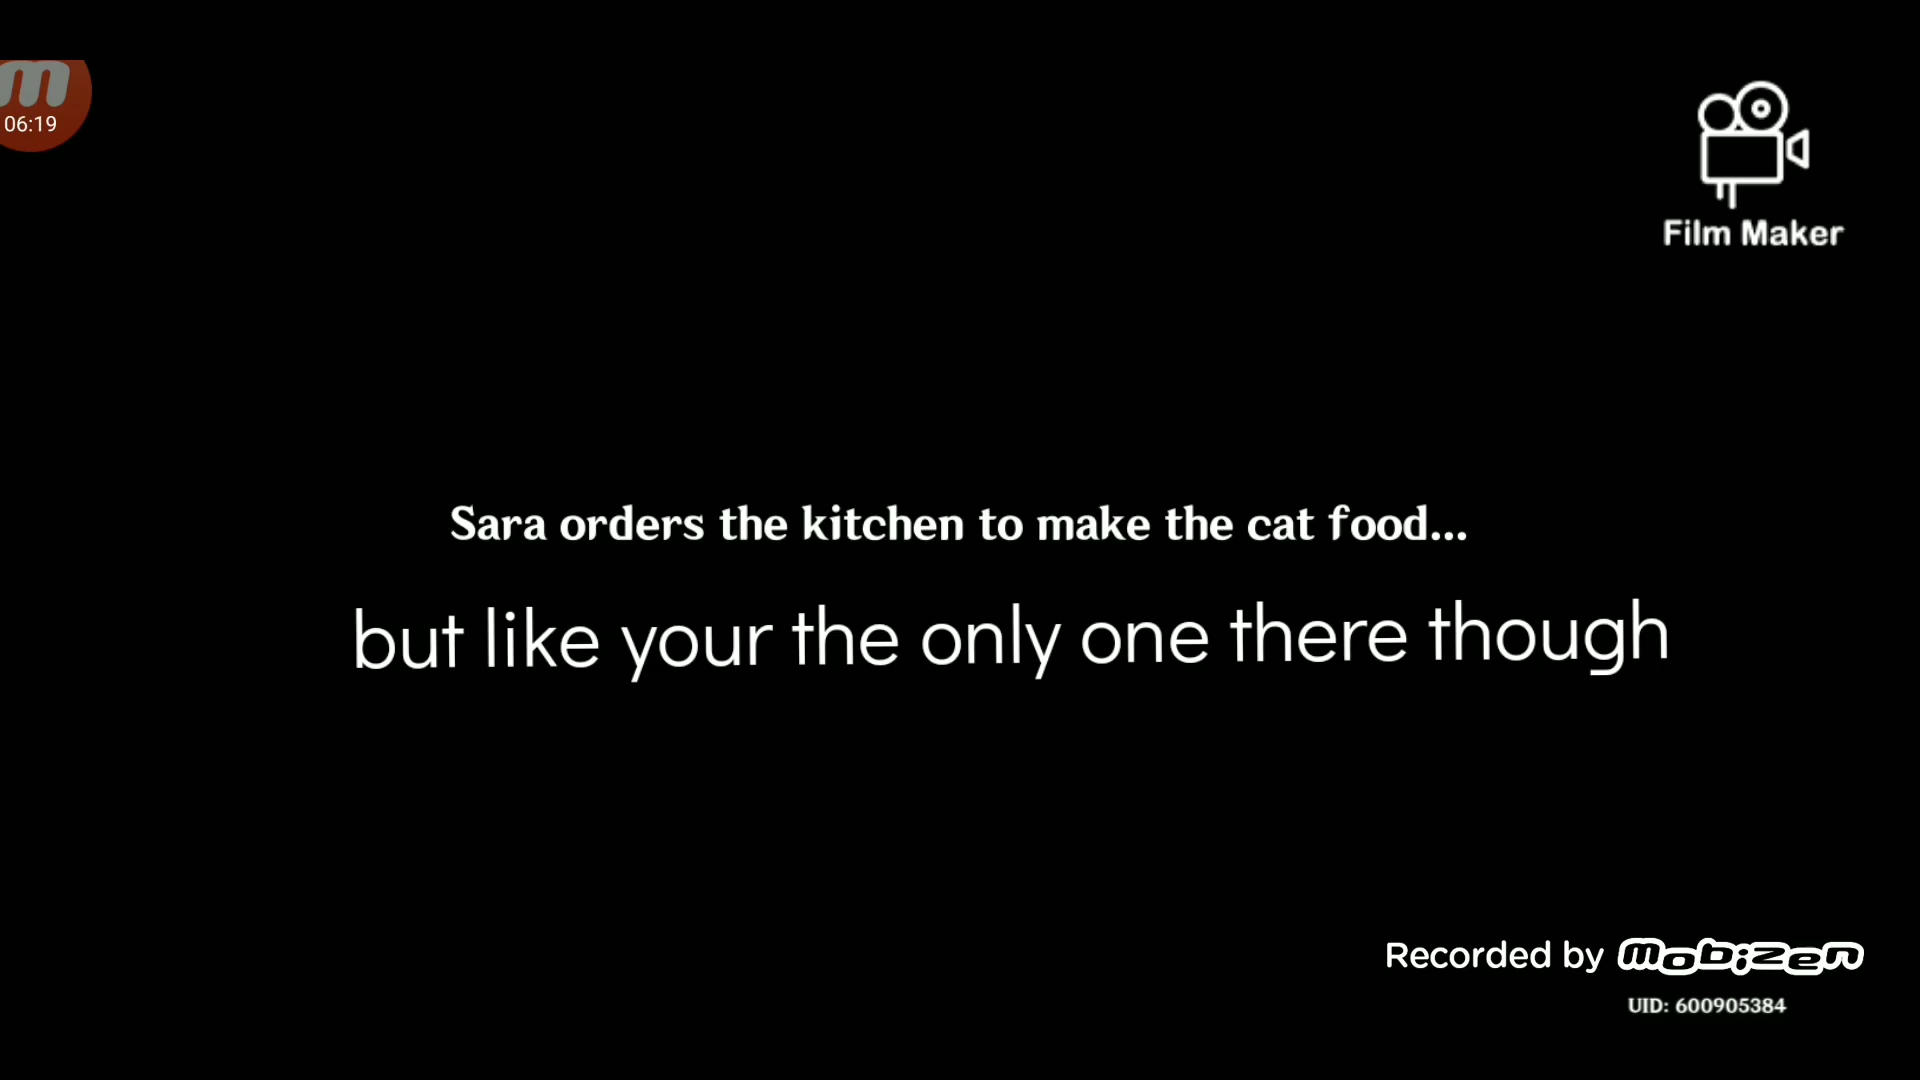 m
06:19
Film Maker
Sara orders the kitchen to make the cat food...
but like your the only one there though
Recorded by mobizen
UID: 600905384